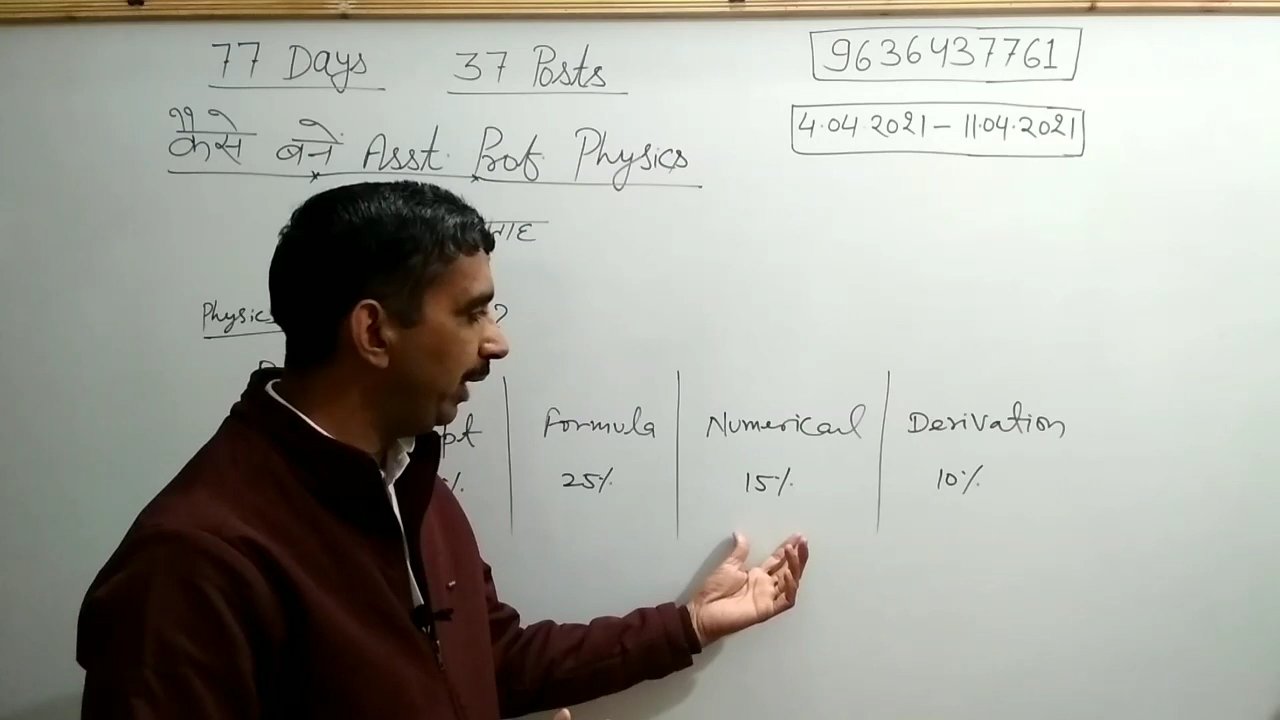 77 Days 37 Posts
9636437761
कैसे बनें Asst. Prof. Physics
4.04.2021 - 11.04.2021
Physic
?
pt Formula Numerical Derivation
%. 25% 15% 10%